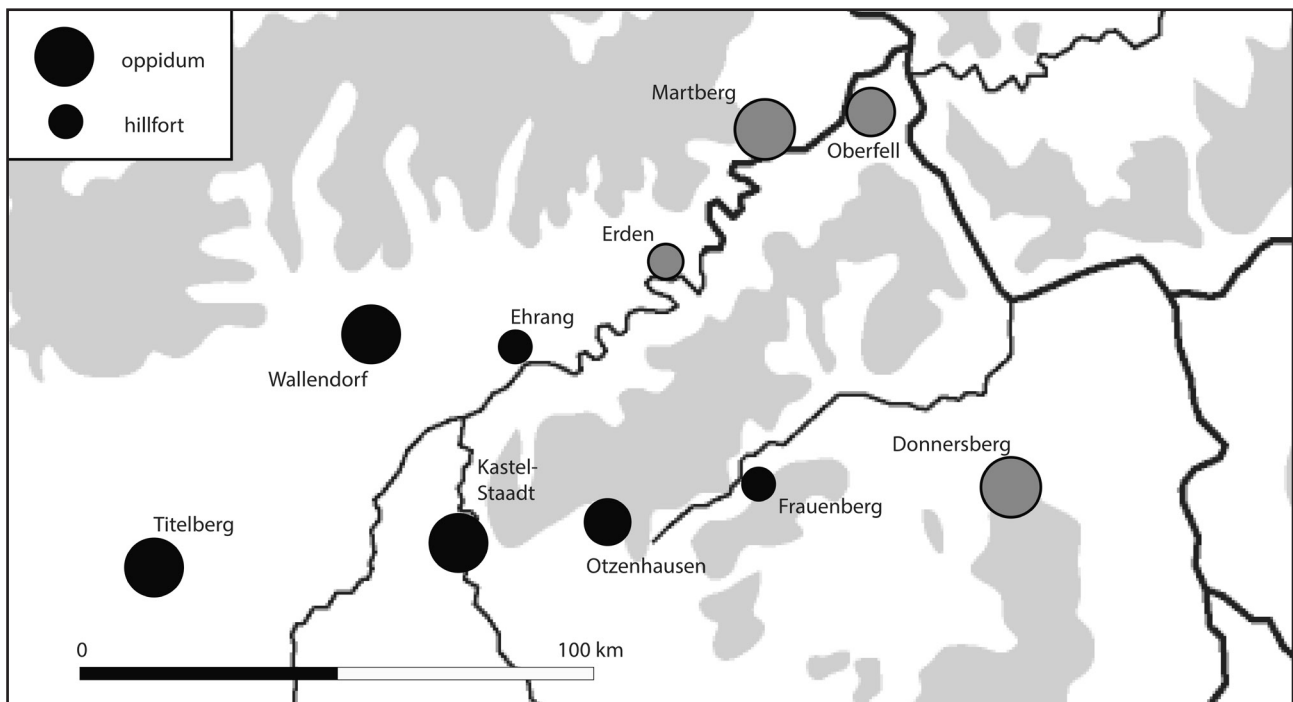 oppidum
hillfort
Martberg
Oberfell
Erden
Ehrang
Wallendorf
Kastel-
Staadt
Donnersberg
Frauenberg
Titelberg
Otzenhausen
0
100 km